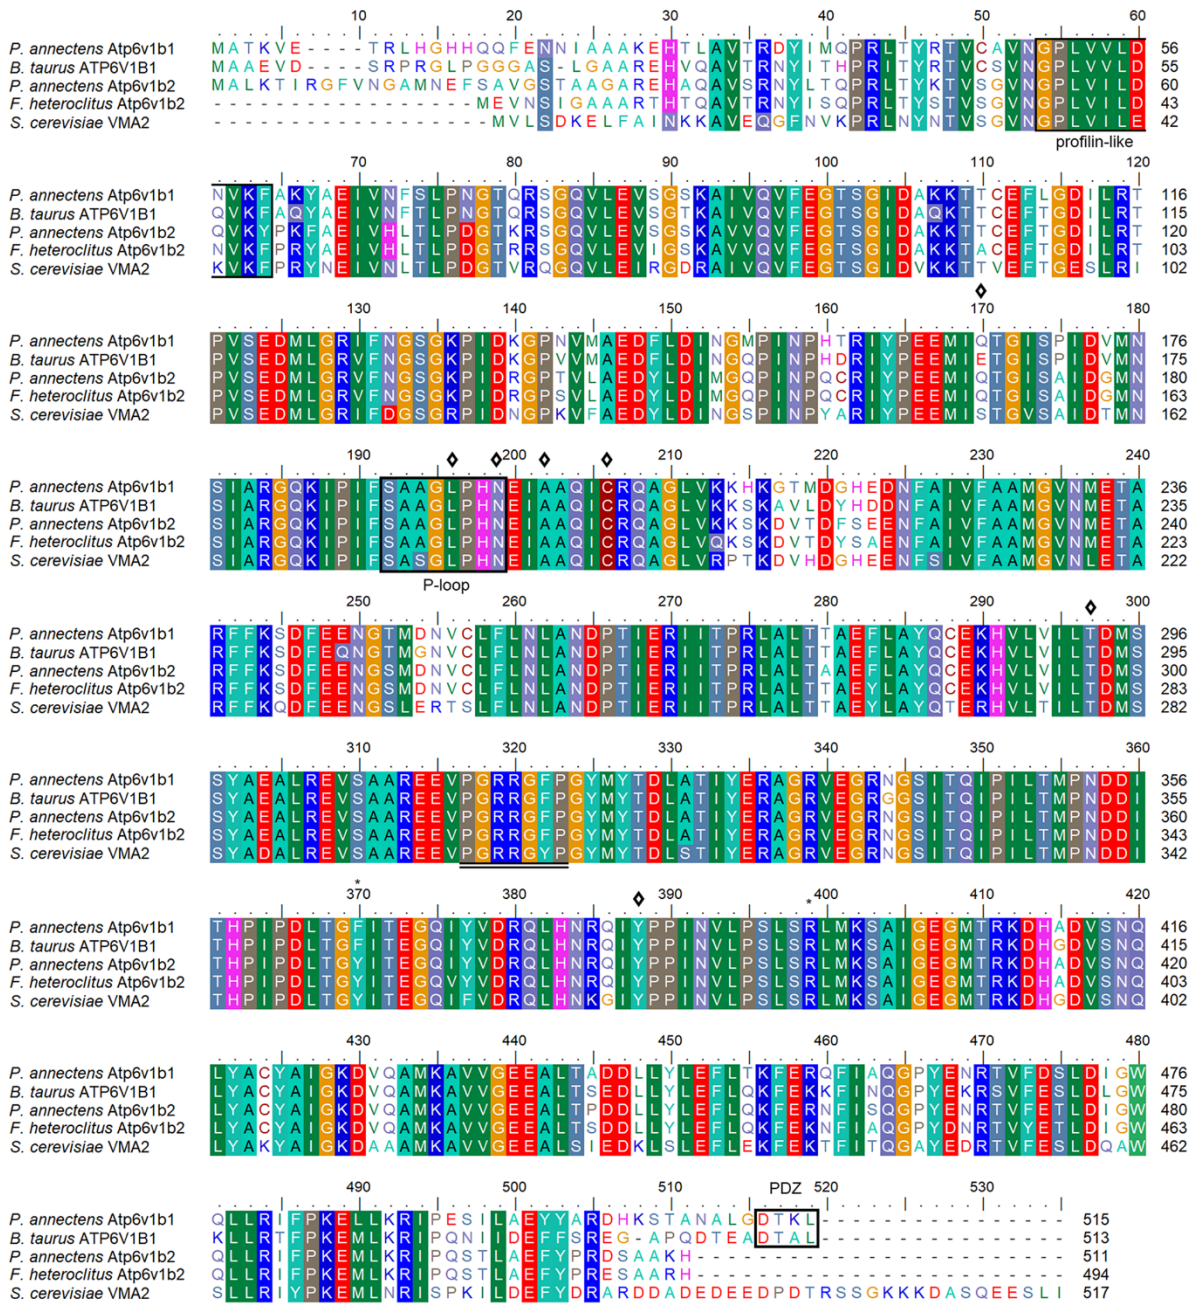 10 20 30 40 50 60
P. annectens Atp6v1b1 MATKVE----TRLHGHHQQFENNIAAAKEHTLAVTRDYIMQPRLTYRTVCAVNGPLVVLD 56
B. taurus ATP6V1B1 MAAEVD----SRPRGLPGGGAS-LGAAREHVQAVTRNYITHPRITYRTVCSVNGPLVVLD 55
P. annectens Atp6v1b2 MALKTIRGFVNGAMNEFSAVGSTAAGAREHAQAVSRNYLTQPRLTYKTVSGVNGPLVILD 60
F. heteroclitus Atp6v1b2 -----------------MEVNSIGAAARTHTQAVTRNYISQPRLTYSTVSGVNGPLVILD 43
S. cerevisiae VMA2 ------------------MVLSDKELFAINKKAVEQGFNVKPRLNYNTVSGVNGPLVILE 42
profilin-like
70 80 90 100 110 120
P. annectens Atp6v1b1 NVKFAKYAEIVNFSLPNGTQRSGQVLEVSGSKAIVQVFEGTSGIDAKKTTCEFLGDILRT 116
B. taurus ATP6V1B1 QVKFAQYAEIVNFTLPNGTQRSGQVLEVSGTKAIVQVFEGTSGIDAQKTTCEFTGDILRT 115
P. annectens Atp6v1b2 QVKYPKFAEIVHLTLPDGTKRSGQVLEVSGSKAVVQVFEGTSGIDAKKTTCEFTGDILRT 120
F. heteroclitus Atp6v1b2 NVKFPRYAEIVHLTLPDGTRRSGQVLEVIGSKAVVQVFEGTSGIDAKKTACEFTGDILRT 103
S. cerevisiae VMA2 KVKFPRYNEIVNLTLPDGTVRQGQVLEIRGDRAIVQVFEGTSGIDVKKTTVEFTGESLRI 102
130 140 150 160 170 180
P. annectens Atp6v1b1 PVSEDMLGRIFNGSGKPIDKGPNVMAEDFLDINGMPINPHTRIYPEEMIQTGISPIDVMN 176
B. taurus ATP6V1B1 PVSEDMLGRVFNGSGKPIDKGPVVMAEDFLDINGQPINPHDRIYPEEMIETGISPIDVMN 175
P. annectens Atp6v1b2 PVSEDMLGRVFNGSGKPIDRGPTVLAEDYLDIMGQPINPQCRIYPEEMIQTGISAIDGMN 180
F. heteroclitus Atp6v1b2 PVSEDMLGRVFNGSGKPIDRGPTVLAEDYLDIMGQPINPQCRIYPEEMIQTGISAIDGMN 163
S. cerevisiae VMA2 PVSEDMLGRIFDGSGRPIDNGPKVFAEDYLDINGSPINPYARIYPEEMISTGVSAIDTMN 162
190 200 210 220 230 240
P. annectens Atp6v1b1 SIARGQKIPIFSAAGLPHNEIAAQICRQAGLVKKHKGTMDGHEDNFAIVFAAMGVNMETA 236
B. taurus ATP6V1B1 SIARGQKIPIFSAAGLPHNEIAAQICRQAGLVKKSKAVLDYHDDNFAIVFAAMGVNMETA 235
P. annectens Atp6v1b2 SIARGQKIPIFSAAGLPHNEIAAQICRQAGLVKKSKDVTDFSEENFAIVFAAMGVNMETA 240
F. heteroclitus Atp6v1b2 SIARGQKIPIFSAAGLPHNEIAAQICRQAGLVQKSKDVTDYSAENFAIVFAAMGVNMETA 223
S. cerevisiae VMA2 SIARGQKIPIFSASGLPHNEIAAQICRQAGLVRPTKDVHDGHEENFSIVFAAMGVNLETA 222
P-loop
250 260 270 280 290 300
P. annectens Atp6v1b1 RFFKSDFEENGTMDNVCLFLNLANDPTIERIITPRLALTTAEFLAYQCEKHVLVILTDMS 296
B. taurus ATP6V1B1 RFFKSDFEQNGTMGNVCLFLNLANDPTIERIITPRLALTTAEFLAYQCEKHVLVILTDMS 295
P. annectens Atp6v1b2 RFFKSDFEENGSMDNVCLFLNLANDPTIERIITPRLALTAAEFLAYQCEKHVLVILTDMS 300
F. heteroclitus Atp6v1b2 RFFKSDFEENGSMDNVCLFLNLANDPTIERIITPRLALTTAEYLAYQCEKHVLVILTDMS 283
S. cerevisiae VMA2 RFFKQDFEENGSLERTSLFLNLANDPTIERIITPRLALTTAEYLAYQTERHVLTILTDMS 282
310 320 330 340 350 360
P. annectens Atp6v1b1 SYAEALREVSAAREEVPGRRGFPGYMYTDLATIYERAGRVEGRNGSITQIPILTMPNDDI 356
B. taurus ATP6V1B1 SYAEALREVSAAREEVPGRRGFPGYMYTDLATIYERAGRVEGRGGSITQIPILTMPNDDI 355
P. annectens Atp6v1b2 SYAEALREVSAAREEVPGRRGFPGYMYTDLATIYERAGRVEGRNGSITQIPILTMPNDDI 360
F. heteroclitus Atp6v1b2 SYAEALREVSAAREEVPGRRGFPGYMYTDLATIYERAGRVEGRNGSITQIPILTMPNDDI 343
S. cerevisiae VMA2 SYADALREVSAAREEVPGRRGYPGYMYTDLSTIYERAGRVEGRNGSITQIPILTMPNDDI 342
370 380 390 400 410 420
P. annectens Atp6v1b1 THPIPDLTGFITEGQIYVDRQLHNRQIYPPINVLPSLSRLMKSAIGEGMTRKDHADVSNQ 416
B. taurus ATP6V1B1 THPIPDLTGFITEGQIYVDRQLHNRQIYPPINVLPSLSRLMKSAIGEGMTRKDHGDVSNQ 415
P. annectens Atp6v1b2 THPIPDLTGYITEGQIYVDRQLHNRQIYPPINVLPSLSRLMKSAIGEGMTRKDHADVSNQ 420
F. heteroclitus Atp6v1b2 THPIPDLTGYITEGQIYVDRQLHNRQIYPPINVLPSLSRLMKSAIGEGMTRKDHADVSNQ 403
S. cerevisiae VMA2 THPIPDLTGYITEGQIFVDRQLHNKGIYPPINVLPSLSRLMKSAIGEGMTRKDHGDVSNQ 402
430 440 450 460 470 480
P. annectens Atp6v1b1 LYACYAIGKDVQAMKAVVGEEALTADDLLYLEFLTKFERQFIAQGPYENRTVFDSLDIGW 476
B. taurus ATP6V1B1 LYACYAIGKDVQAMKAVVGEEALTSEDLLYLEFLQKFEKNFINQGPYEKRSVFESLDLGW 475
P. annectens Atp6v1b2 LYACYAIGKDVQAMKAVVGEEALTPDDLLYLEFLQKFERNFISQGPYENRTVFETLDIGW 480
F. heteroclitus Atp6v1b2 LYACYAIGKDVQAMKAVVGEEALTSDDLLYLEFLQKFEKNFIAQGPYDNRTVYETLDIGW 463
S. cerevisiae VMA2 LYAKYAIGKDAAAMKAVVGEEALSIEDKLSLEFLEKFEKTFITQGAYEDRTVFESLDQAW 462
490 500 510 PDZ 520 530
P. annectens Atp6v1b1 QLLRIFPKELLKRIPESILAEYYARDHKSTANALGDTKL---------------- 515
B. taurus ATP6V1B1 KLLRTFPKEMLKRIPQNIIDEFFSREG-APQDTEADTAL---------------- 513
P. annectens Atp6v1b2 QLLRIFPKEMLKRIPQSTLAEFYPRDSAAKH------------------------ 511
F. heteroclitus Atp6v1b2 QLLRIFPKEMLKRIPQSTLAEFYPRESAARH------------------------ 494
S. cerevisiae VMA2 SLLRIFPKEMLNRISPKILDEFYDRARDDADEDEEDPDTRSSGKKKDASQEESLI 517